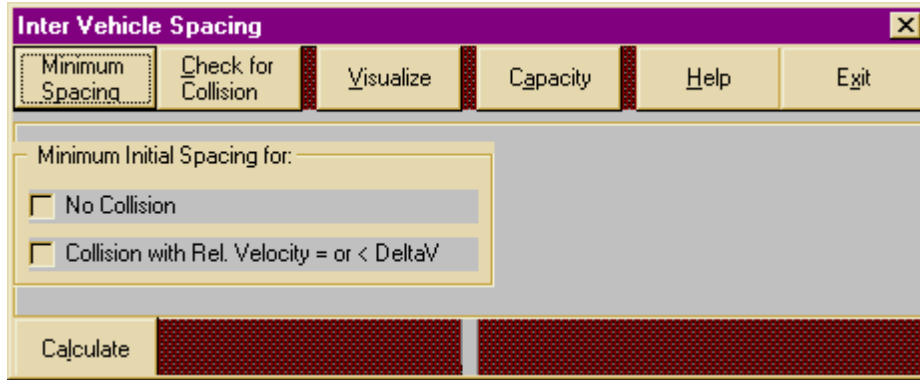 Inter Vehicle Spacing
Minimum
Spacing
Check for
Collision
Visualize
Capacity
Help
Exit
Minimum Initial Spacing for:
No Collision
Collision with Rel. Velocity = or < DeltaV
Calculate